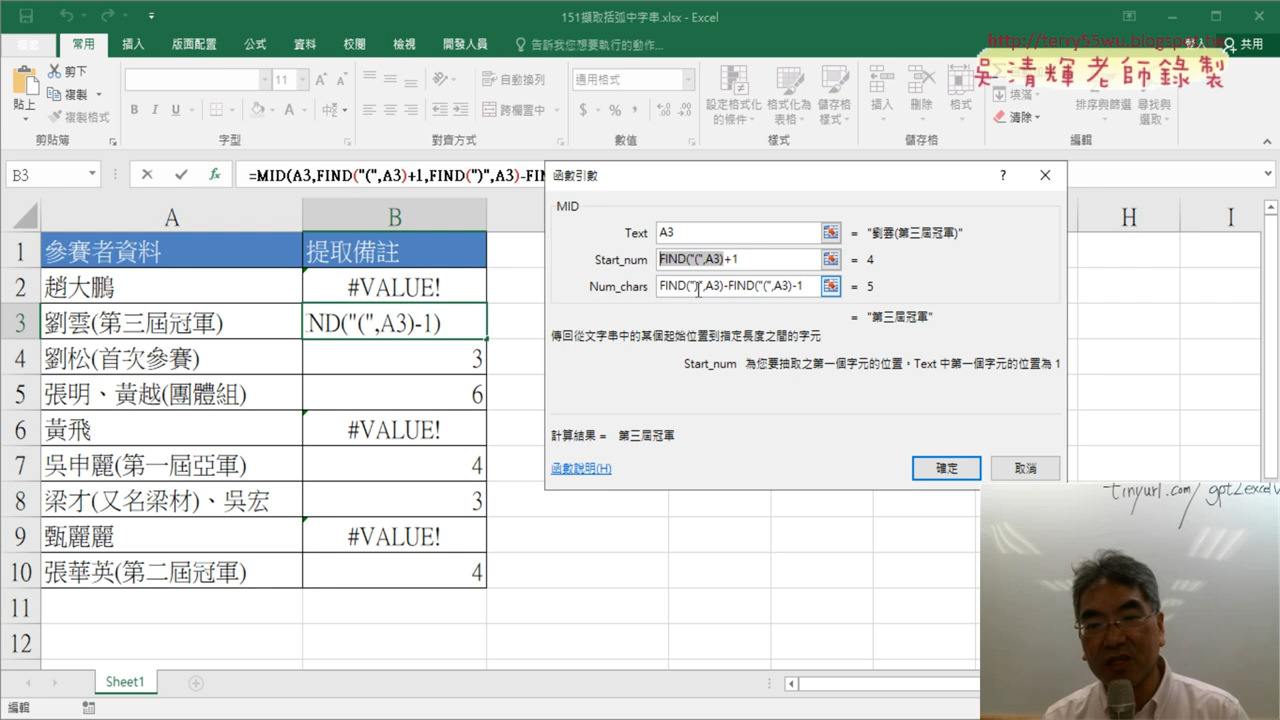 151擷取括弧中字串.xlsx - Excel
http://terry55wu.blogspot.tw
吳清輝老師錄製
常用 插入 版面配置 公式 資料 校閱 檢視 開發人員 告訴我您想要執行的動作... 登入 共用
貼上 剪下 複製 複製格式
11
B I U
自動換列 跨欄置中
通用格式
設定格式化的條件 格式化為表格 儲存格樣式
插入 刪除 格式
填滿 清除 排序與篩選 尋找與選取
剪貼簿 字型 對齊方式 數值 樣式 儲存格 編輯
B3 =MID(A3,FIND("(",A3)+1,FIND(")",A3)-FIN
A B H I
1 參賽者資料 提取備註
2 趙大鵬 #VALUE!
3 劉雲(第三屆冠軍) ND("(",A3)-1)
4 劉松(首次參賽) 3
5 張明、黃越(團體組) 6
6 黃飛 #VALUE!
7 吳申麗(第一屆亞軍) 4
8 梁才(又名梁材)、吳宏 3
9 甄麗麗 #VALUE!
10 張華英(第二屆冠軍) 4
11
12
函數引數
MID
Text A3 = "劉雲(第三屆冠軍)"
Start_num FIND("(",A3)+1 = 4
Num_chars FIND(")",A3)-FIND("(",A3)-1 = 5
= "第三屆冠軍"
傳回從文字串中的某個起始位置到指定長度之間的字元
Start_num 為您要抽取之第一個字元的位置。Text 中第一個字元的位置為 1
計算結果 = 第三屆冠軍
函數說明(H) 確定 取消
tinyurl.com/
Sheet1
編輯